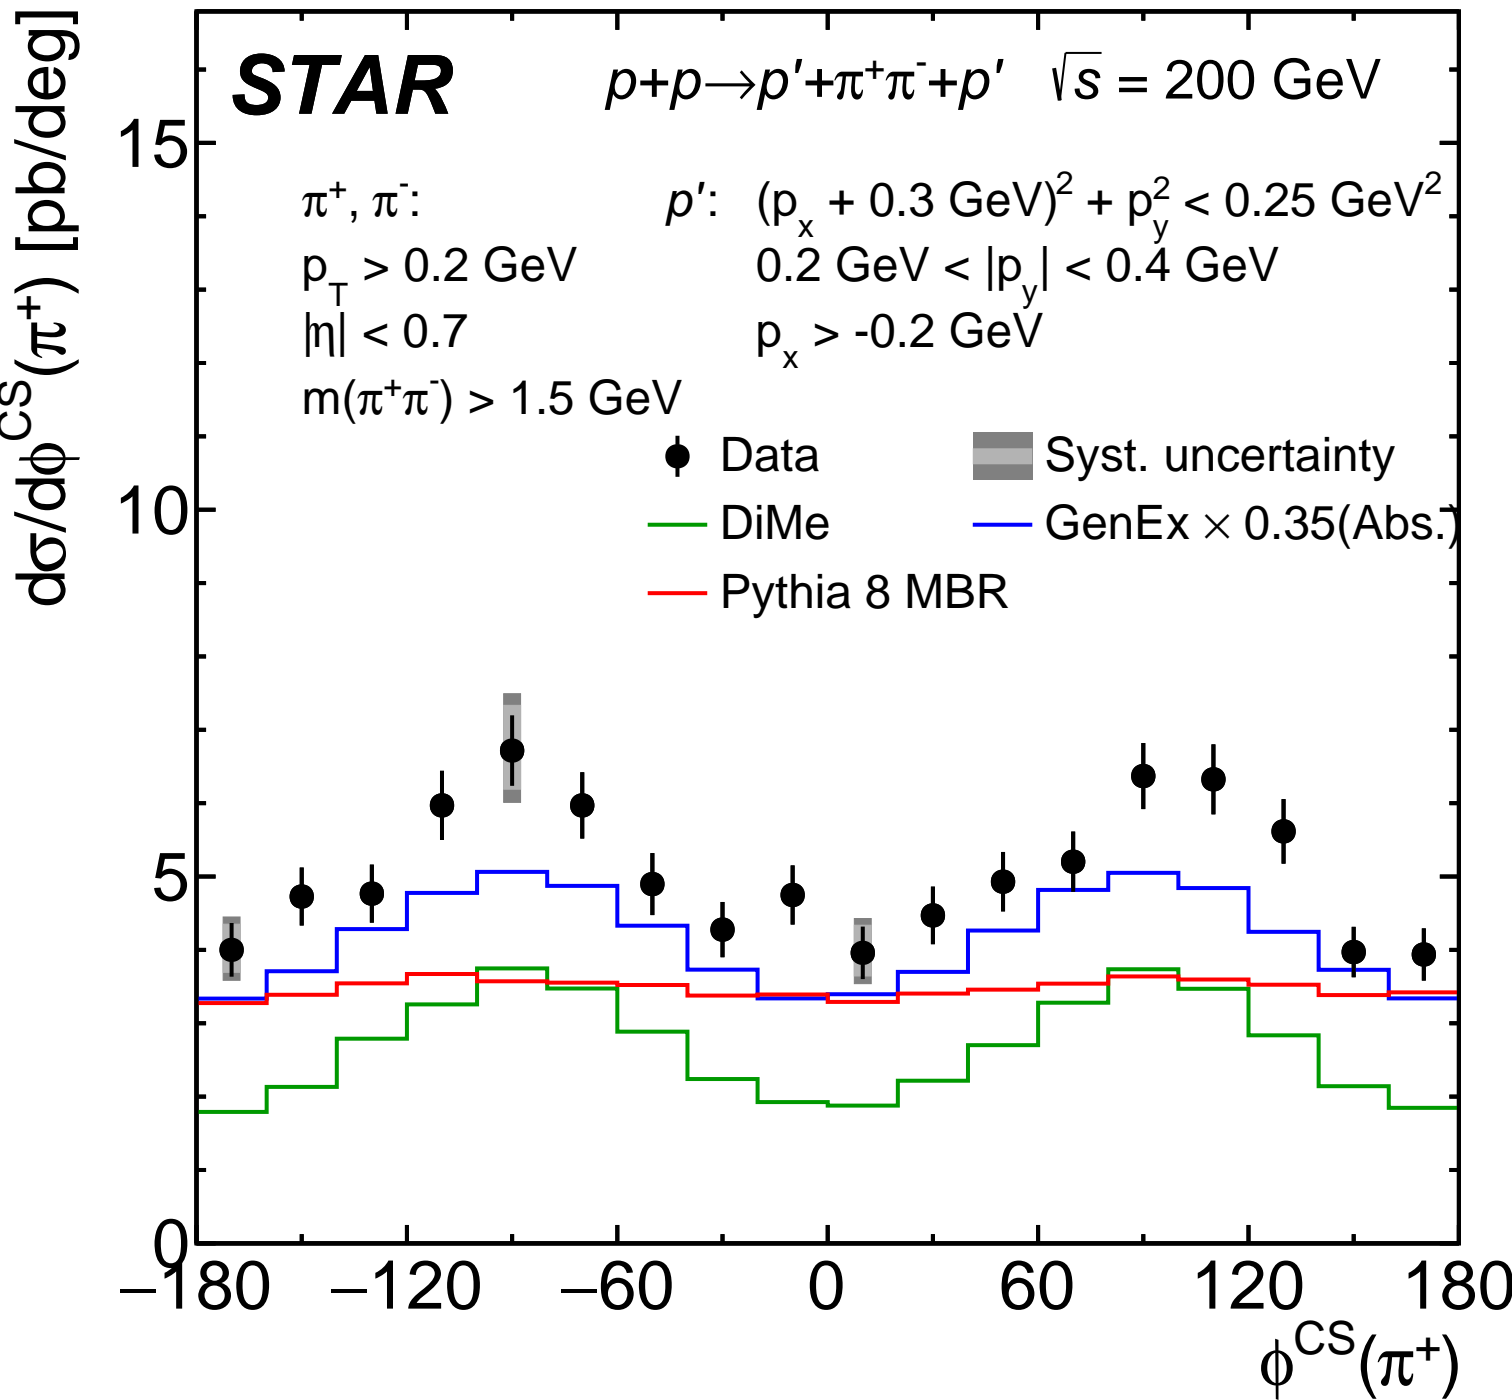 STAR p+p→p′+π⁺π⁻+p′ √s = 200 GeV
π⁺, π⁻: p′: (pₓ + 0.3 GeV)² + p_y² < 0.25 GeV²
p_T > 0.2 GeV 0.2 GeV < |p_y| < 0.4 GeV
|η| < 0.7 pₓ > -0.2 GeV
m(π⁺π⁻) > 1.5 GeV
Data Syst. uncertainty
DiMe GenEx × 0.35(Abs.)
Pythia 8 MBR
dσ/dϕ^CS(π⁺) [pb/deg]
15
10
5
0
−180 −120 −60 0 60 120 180
ϕ^CS(π⁺)